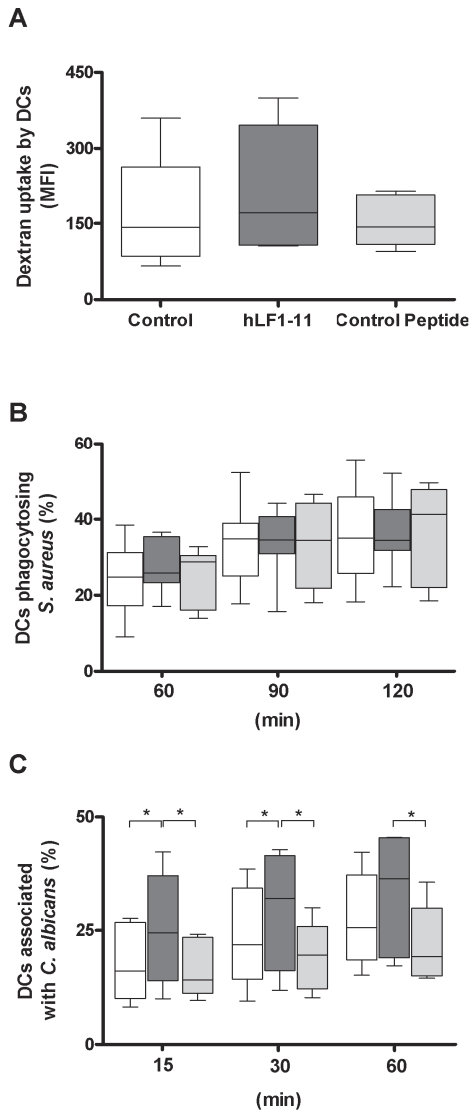 A
Dextran uptake by DCs
(MFI)
450
300
150
0
Control hLF1-11 Control Peptide
B
DCs phagocytosing
S. aureus (%)
60
40
20
0
60 90 120
(min)
C
DCs associated
with C. albicans (%)
50
25
0
* * * * *
15 30 60
(min)